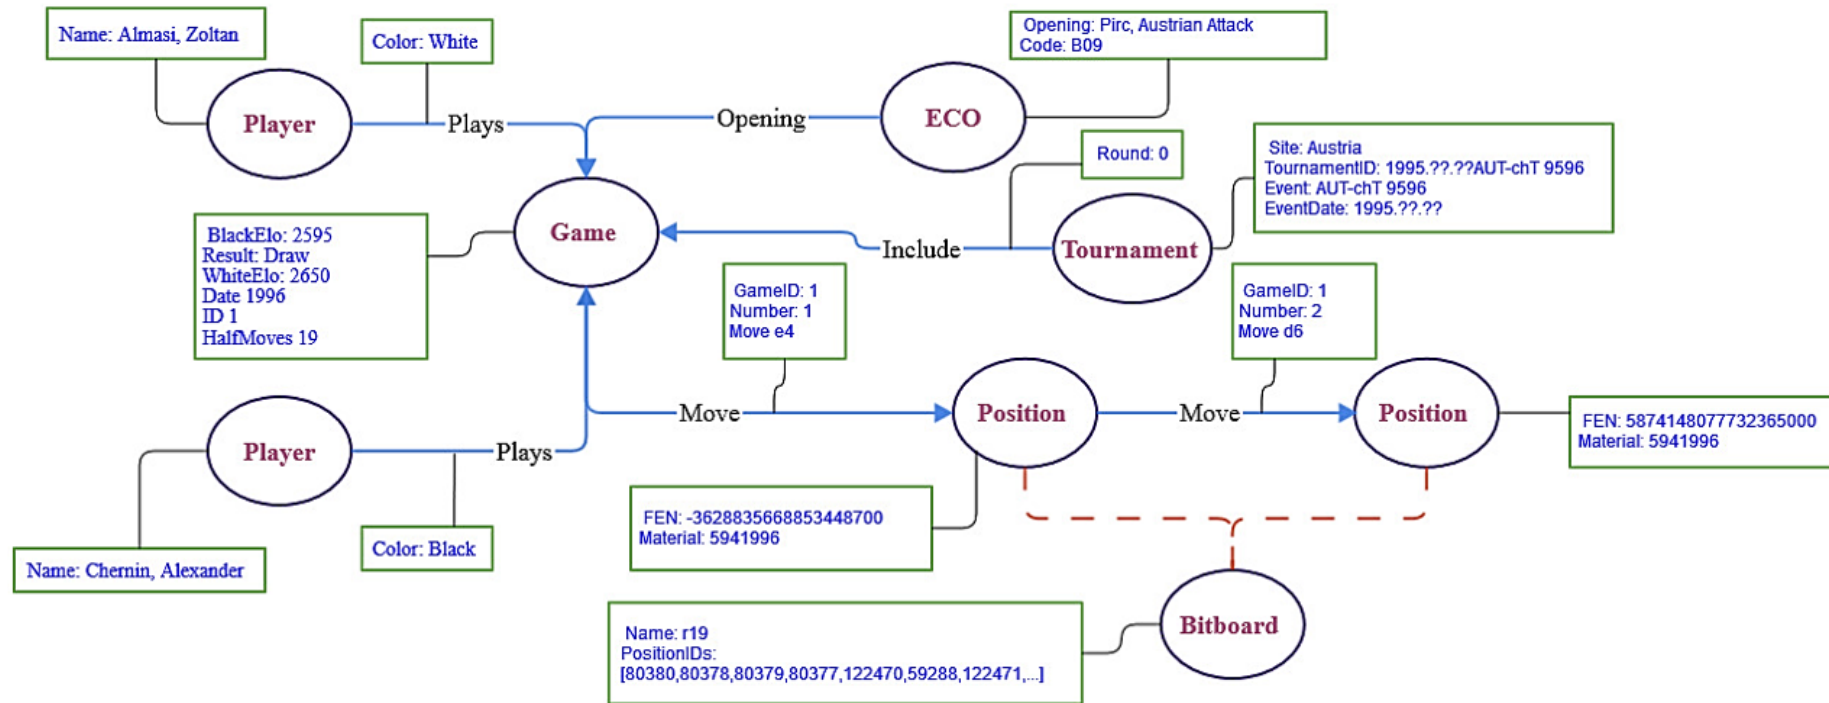 Name: Almasi, Zoltan
Color: White
Opening: Pirc, Austrian Attack
Code: B09
Player
Plays
Opening
ECO
Round: 0
Site: Austria
TournamentID: 1995.??.??AUT-chT 9596
Event: AUT-chT 9596
EventDate: 1995.??.??
BlackElo: 2595
Result: Draw
WhiteElo: 2650
Date 1996
ID 1
HalfMoves 19
Game
Include
Tournament
GameID: 1
Number: 1
Move e4
GameID: 1
Number: 2
Move d6
Player
Plays
Move
Position
Move
Position
FEN: 5874148077732365000
Material: 5941996
FEN: -3628835668853448700
Material: 5941996
Name: Chernin, Alexander
Color: Black
Name: r19
PositionIDs:
[80380,80378,80379,80377,122470,59288,122471,...]
Bitboard